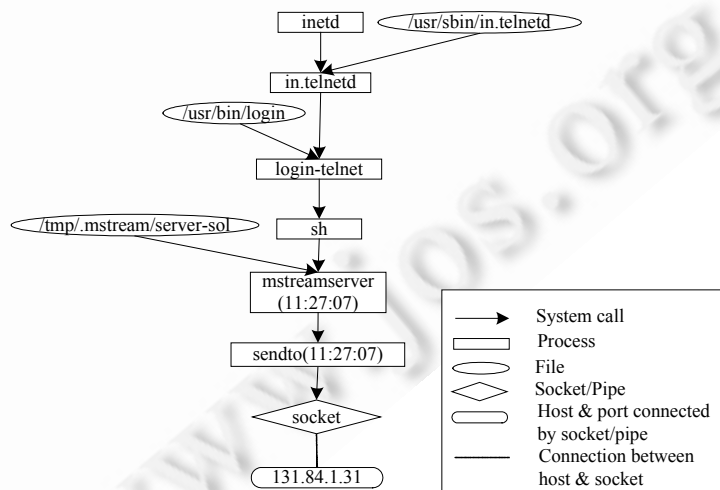 inetd
/usr/sbin/in.telnetd
in.telnetd
/usr/bin/login
login-telnet
/tmp/.mstream/server-sol
sh
mstreamserver
(11:27:07)
sendto(11:27:07)
socket
131.84.1.31
System call
Process
File
Socket/Pipe
Host & port connected
by socket/pipe
Connection between
host & socket
www.jos.org